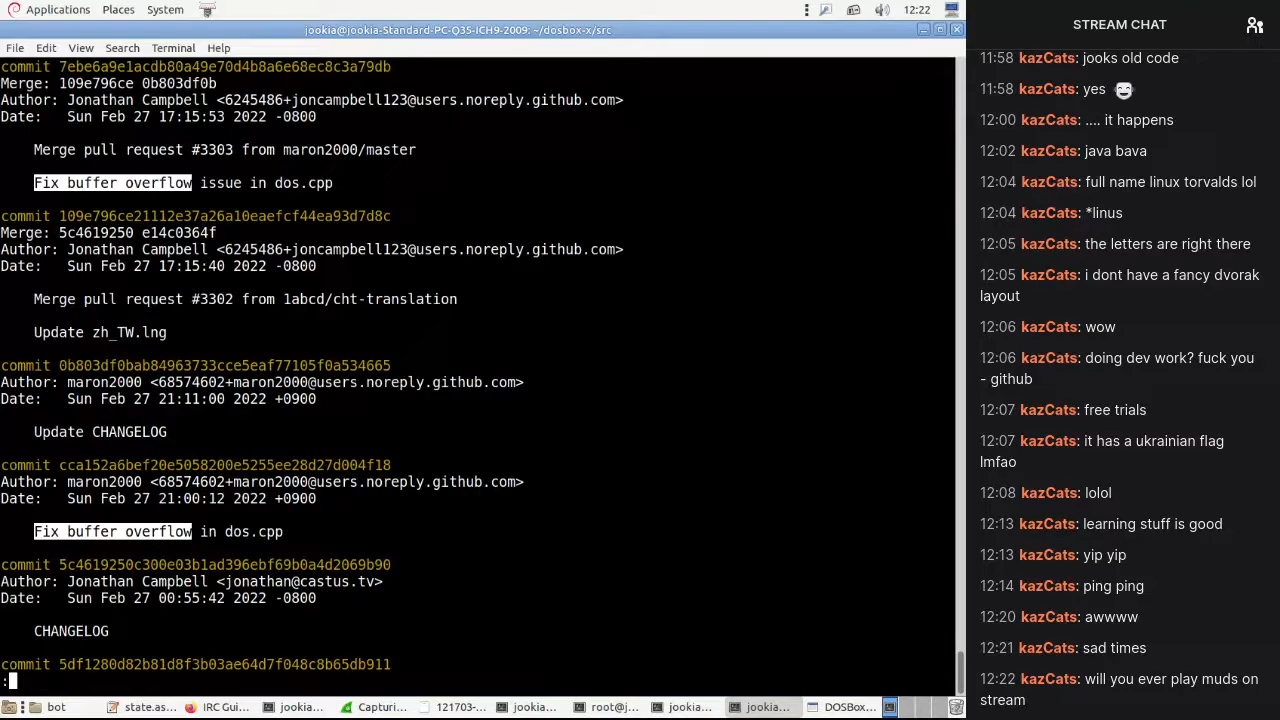 Applications Places System 12:22
jookia@jookia-Standard-PC-Q35-ICH9-2009: ~/dosbox-x/src
File Edit View Search Terminal Help
commit 7ebe6a9e1acdb80a49e70d4b8a6e68ec8c3a79db
Merge: 109e796ce 0b803df0b
Author: Jonathan Campbell <6245486+joncampbell123@users.noreply.github.com>
Date:   Sun Feb 27 17:15:53 2022 -0800
Merge pull request #3303 from maron2000/master
Fix buffer overflow issue in dos.cpp
commit 109e796ce21112e37a26a10eaefcf44ea93d7d8c
Merge: 5c4619250 e14c0364f
Author: Jonathan Campbell <6245486+joncampbell123@users.noreply.github.com>
Date:   Sun Feb 27 17:15:40 2022 -0800
Merge pull request #3302 from 1abcd/cht-translation
Update zh_TW.lng
commit 0b803df0bab84963733cce5eaf77105f0a534665
Author: maron2000 <68574602+maron2000@users.noreply.github.com>
Date:   Sun Feb 27 21:11:00 2022 +0900
Update CHANGELOG
commit cca152a6bef20e5058200e5255ee28d27d004f18
Author: maron2000 <68574602+maron2000@users.noreply.github.com>
Date:   Sun Feb 27 21:00:12 2022 +0900
Fix buffer overflow in dos.cpp
commit 5c4619250c300e03b1ad396ebf69b0a4d2069b90
Author: Jonathan Campbell <jonathan@castus.tv>
Date:   Sun Feb 27 00:55:42 2022 -0800
CHANGELOG
commit 5df1280d82b81d8f3b03ae64d7f048c8b65db911
:
bot state.as... IRC Gui... jookia... Capturi... 121703-... jookia... root@j... jookia... jookia... DOSBox...
STREAM CHAT
11:58 kazCats: jooks old code
11:58 kazCats: yes
12:00 kazCats: .... it happens
12:02 kazCats: java bava
12:04 kazCats: full name linux torvalds lol
12:04 kazCats: *linus
12:05 kazCats: the letters are right there
12:05 kazCats: i dont have a fancy dvorak
layout
12:06 kazCats: wow
12:06 kazCats: doing dev work? fuck you
- github
12:07 kazCats: free trials
12:07 kazCats: it has a ukrainian flag
lmfao
12:08 kazCats: lolol
12:13 kazCats: learning stuff is good
12:13 kazCats: yip yip
12:14 kazCats: ping ping
12:20 kazCats: awwww
12:21 kazCats: sad times
12:22 kazCats: will you ever play muds on
stream